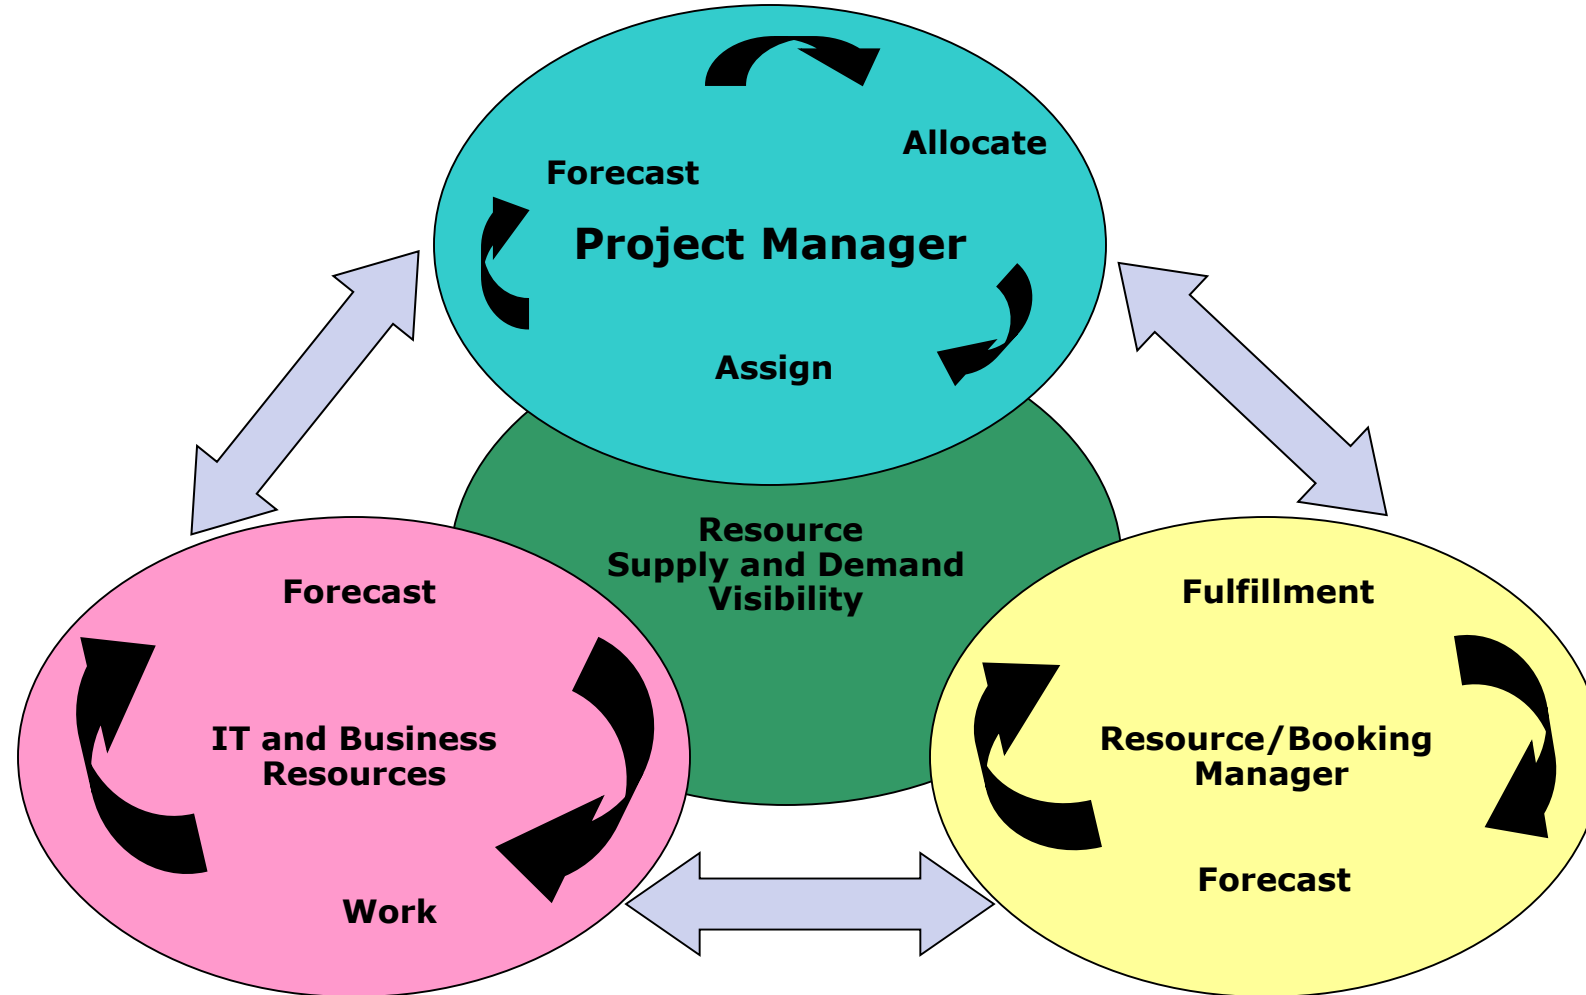 Allocate
Forecast
Project Manager
Assign
Resource
Supply and Demand
Visibility
Forecast
IT and Business
Resources
Work
Fulfillment
Resource/Booking
Manager
Forecast